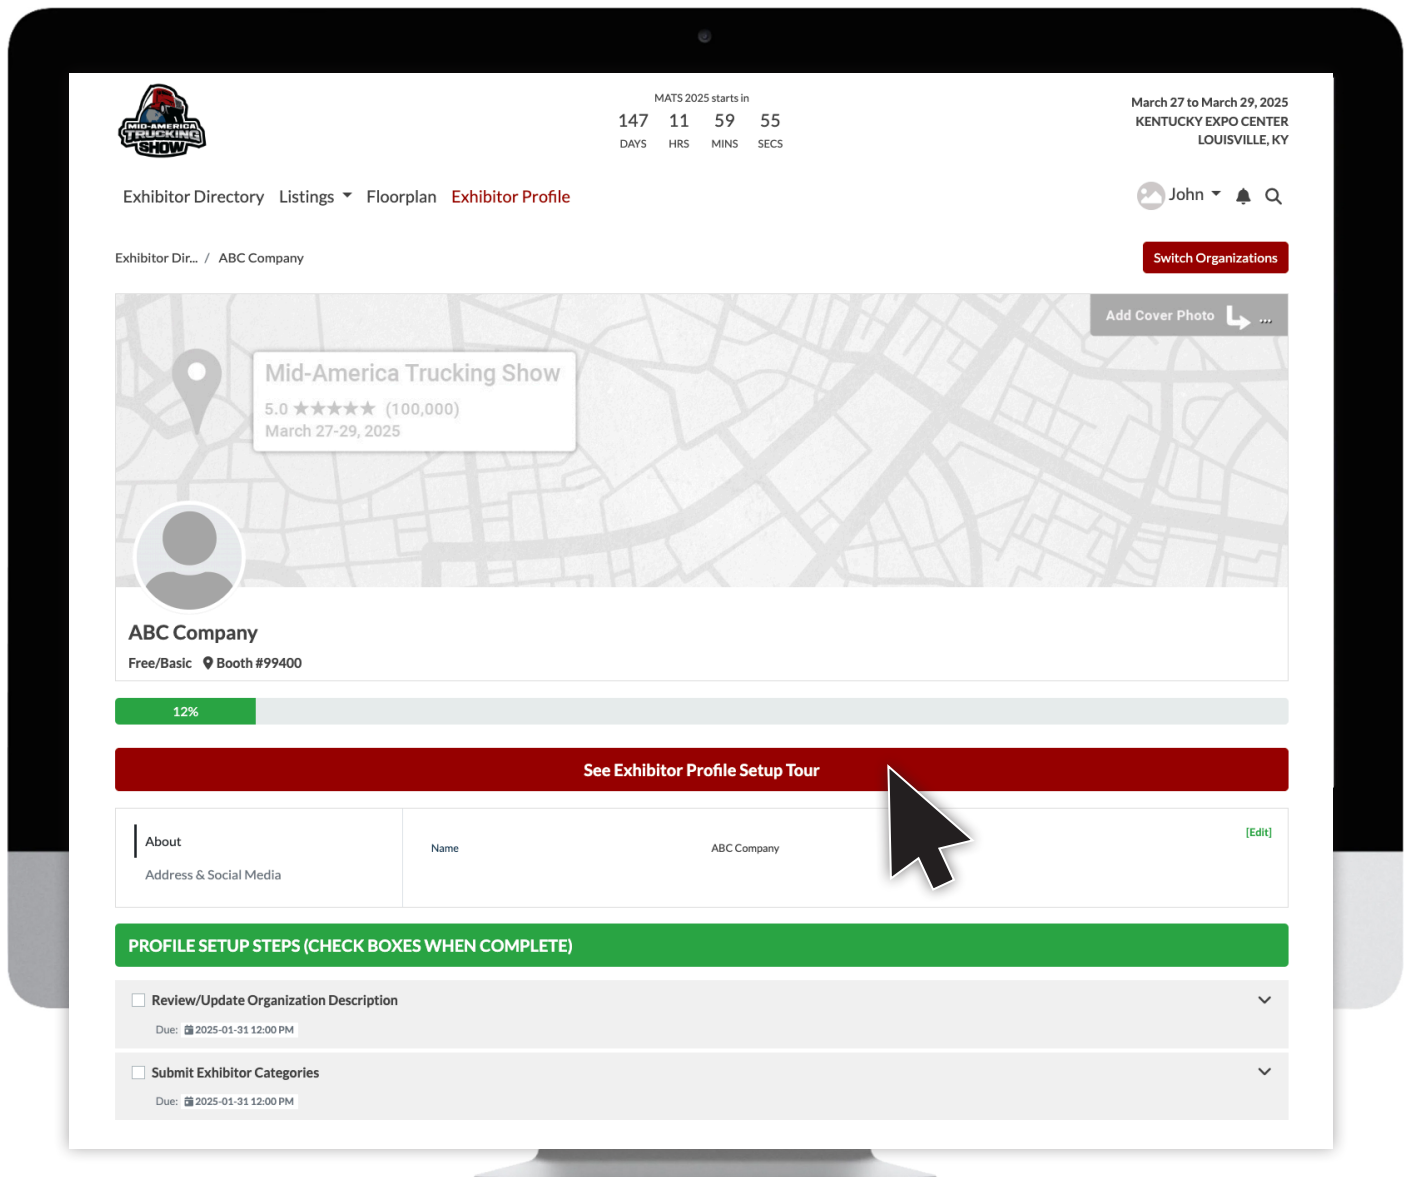 MID-AMERICA
TRUCKING
SHOW
MATS 2025 starts in
147 11 59 55
DAYS HRS MINS SECS
March 27 to March 29, 2025
KENTUCKY EXPO CENTER
LOUISVILLE, KY
Exhibitor Directory Listings Floorplan Exhibitor Profile
John
Exhibitor Dir... / ABC Company
Switch Organizations
Add Cover Photo ...
Mid-America Trucking Show
5.0 ★★★★★ (100,000)
March 27-29, 2025
ABC Company
Free/Basic Booth #99400
12%
See Exhibitor Profile Setup Tour
About
Address & Social Media
Name ABC Company
[Edit]
PROFILE SETUP STEPS (CHECK BOXES WHEN COMPLETE)
Review/Update Organization Description
Due: 2025-01-31 12:00 PM
Submit Exhibitor Categories
Due: 2025-01-31 12:00 PM